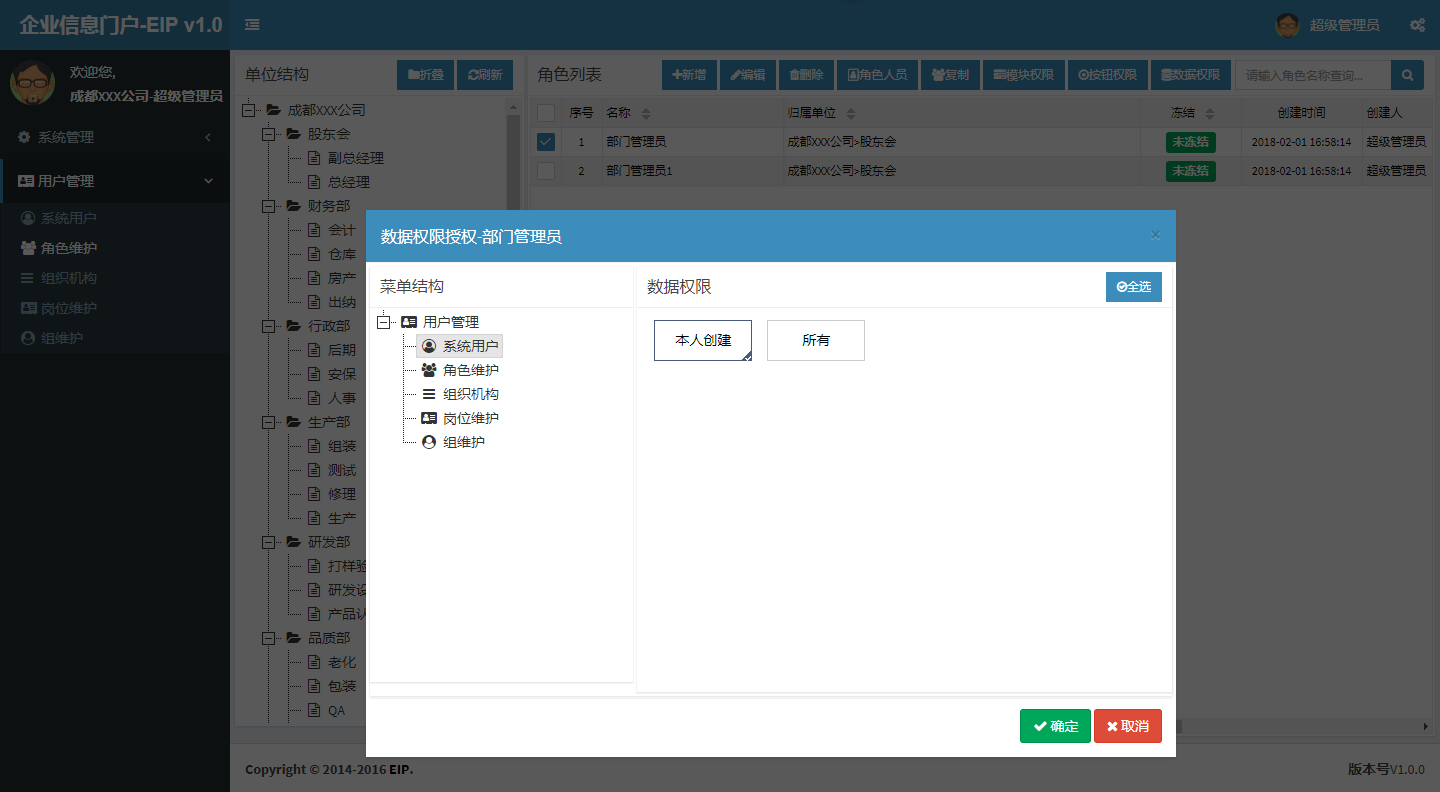 企业信息门户-EIP v1.0
超级管理员
欢迎您,
成都XXX公司-超级管理员
系统管理
用户管理
系统用户
角色维护
组织机构
岗位维护
组维护
单位结构
折叠
刷新
成都XXX公司
股东会
副总经理
总经理
财务部
会计
仓库
房产
出纳
行政部
后期
安保
人事
生产部
组装
测试
修理
生产
研发部
打样
研发
产品
品质部
老化
包装
QA
角色列表
新增
编辑
删除
角色人员
复制
模块权限
按钮权限
数据权限
请输入角色名称查询...
序号 名称 归属单位 冻结 创建时间 创建人
1 部门管理员 成都XXX公司>股东会 未冻结 2018-02-01 16:58:14 超级管理员
2 部门管理员1 成都XXX公司>股东会 未冻结 2018-02-01 16:58:14 超级管理员
数据权限授权-部门管理员
×
菜单结构
用户管理
系统用户
角色维护
组织机构
岗位维护
组维护
数据权限
全选
本人创建
所有
确定
取消
Copyright © 2014-2016 EIP.
版本号V1.0.0